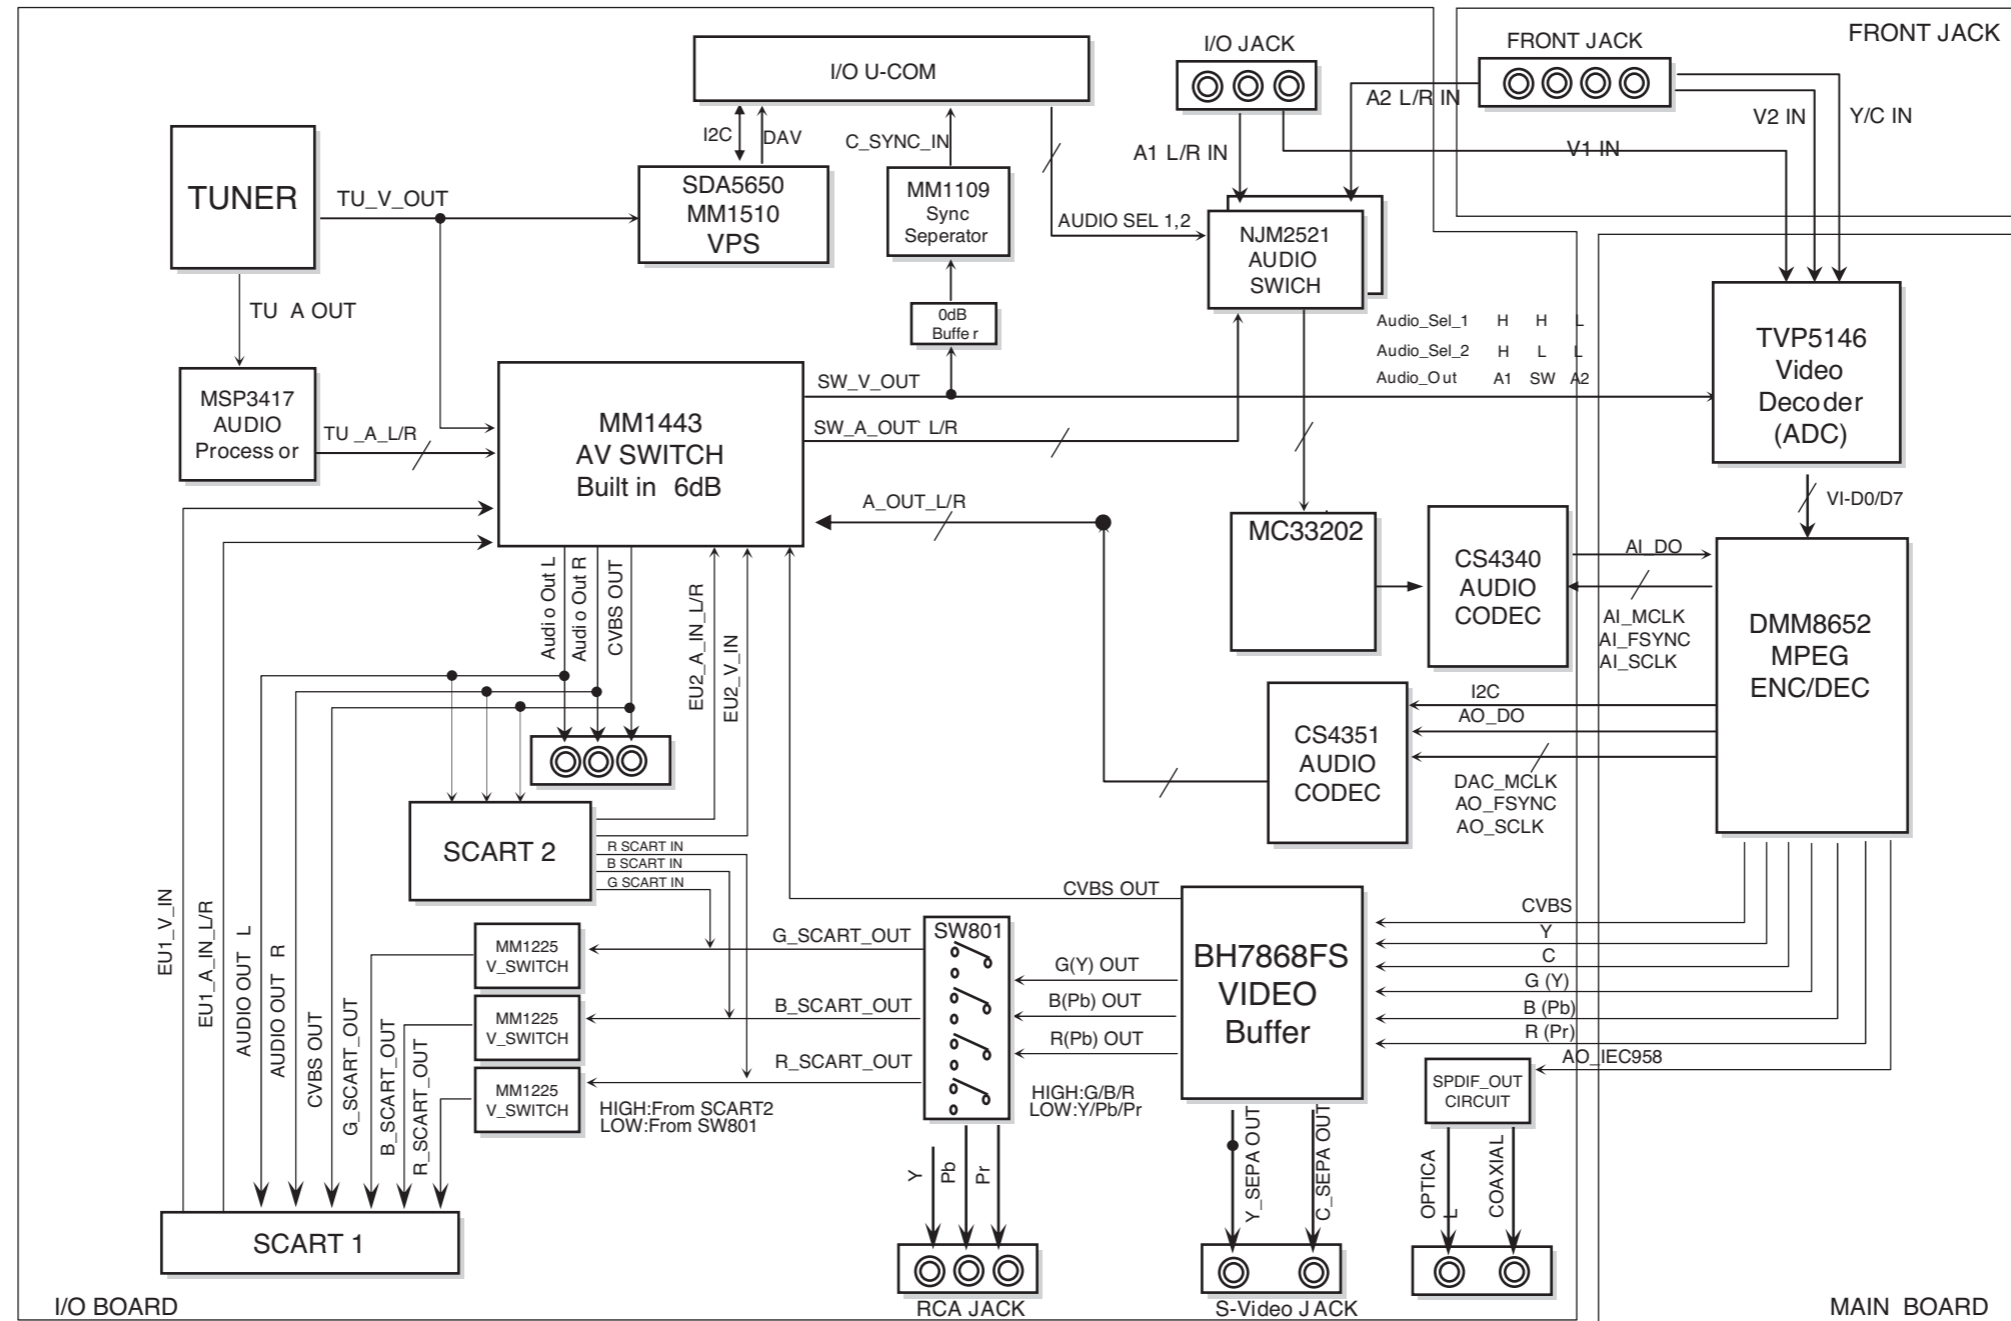 FRONT JACK
I/O JACK
FRONT JACK
I/O U-COM
A2 L/R IN
V2 IN
Y/C IN
I2C
DAV
C_SYNC_IN
A1 L/R IN
V1 IN
TUNER
TU_V_OUT
SDA5650
MM1510
VPS
MM1109
Sync
Seperator
AUDIO SEL 1,2
NJM2521
AUDIO
SWICH
TU A OUT
0dB
Buffe r
Audio_Sel_1 H H L
Audio_Sel_2 H L L
Audio_Out A1 SW A2
TVP5146
Video
Decoder
(ADC)
MSP3417
AUDIO
Process or
TU _A_L/R
MM1443
AV SWITCH
Built in 6dB
SW_V_OUT
SW_A_OUT` L/R
A_OUT_L/R
VI-D0/D7
MC33202
CS4340
AUDIO
CODEC
AI_DO
AI_MCLK
AI_FSYNC
AI_SCLK
DMM8652
MPEG
ENC/DEC
Audi o Out L
Audi o Out R
CVBS OUT
EU2_A_IN_L/R
EU2_V_IN
I2C
AO_DO
DAC_MCLK
AO_FSYNC
AO_SCLK
CS4351
AUDIO
CODEC
SCART 2
R SCART IN
B SCART IN
G SCART IN
CVBS OUT
BH7868FS
VIDEO
Buffer
CVBS
Y
C
G (Y)
B (Pb)
R (Pr)
AO_IEC958
EU1_V_IN
EU1_A_IN_L/R
AUDIO OUT L
AUDIO OUT R
CVBS OUT
G_SCART_OUT
B_SCART_OUT
R_SCART_OUT
MM1225
V_SWITCH
MM1225
V_SWITCH
MM1225
V_SWITCH
G_SCART_OUT
B_SCART_OUT
R_SCART_OUT
SW801
G(Y) OUT
B(Pb) OUT
R(Pb) OUT
HIGH:From SCART2
LOW:From SW801
HIGH:G/B/R
LOW:Y/Pb/Pr
SPDIF_OUT
CIRCUIT
Y
Pb
Pr
Y_SEPA OUT
C_SEPA OUT
OPTICA
L
COAXIAL
SCART 1
RCA JACK
S-Video JACK
I/O BOARD
MAIN BOARD